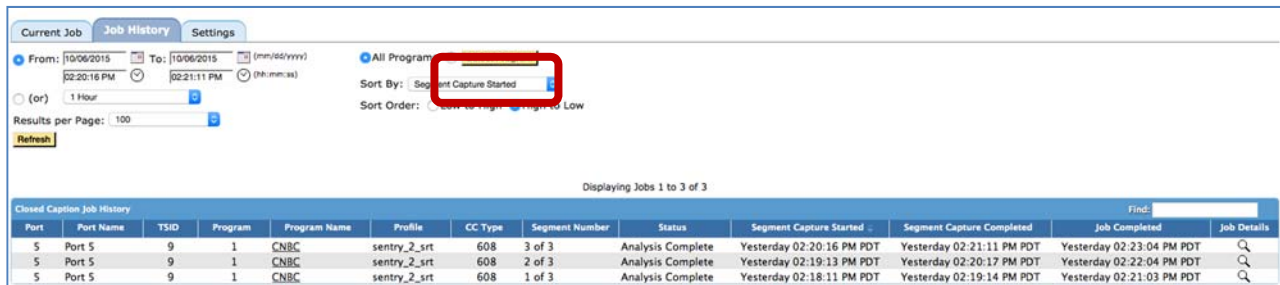 Current Job Job History Settings
From: 10/06/2015 To: 10/06/2015 (mm/dd/yyyy) All Program
02:20:16 PM 02:21:11 PM (hh:mm:ss) Sort By: Segment Capture Started
(or) 1 Hour Sort Order: Low to High High to Low
Results per Page: 100
Refresh
Displaying Jobs 1 to 3 of 3
Closed Caption Job History Find:
Port Port Name TSID Program Program Name Profile CC Type Segment Number Status Segment Capture Started Segment Capture Completed Job Completed Job Details
5 Port 5 9 1 CNBC sentry_2_srt 608 3 of 3 Analysis Complete Yesterday 02:20:16 PM PDT Yesterday 02:21:11 PM PDT Yesterday 02:23:04 PM PDT
5 Port 5 9 1 CNBC sentry_2_srt 608 2 of 3 Analysis Complete Yesterday 02:19:13 PM PDT Yesterday 02:20:17 PM PDT Yesterday 02:22:04 PM PDT
5 Port 5 9 1 CNBC sentry_2_srt 608 1 of 3 Analysis Complete Yesterday 02:18:11 PM PDT Yesterday 02:19:14 PM PDT Yesterday 02:21:03 PM PDT